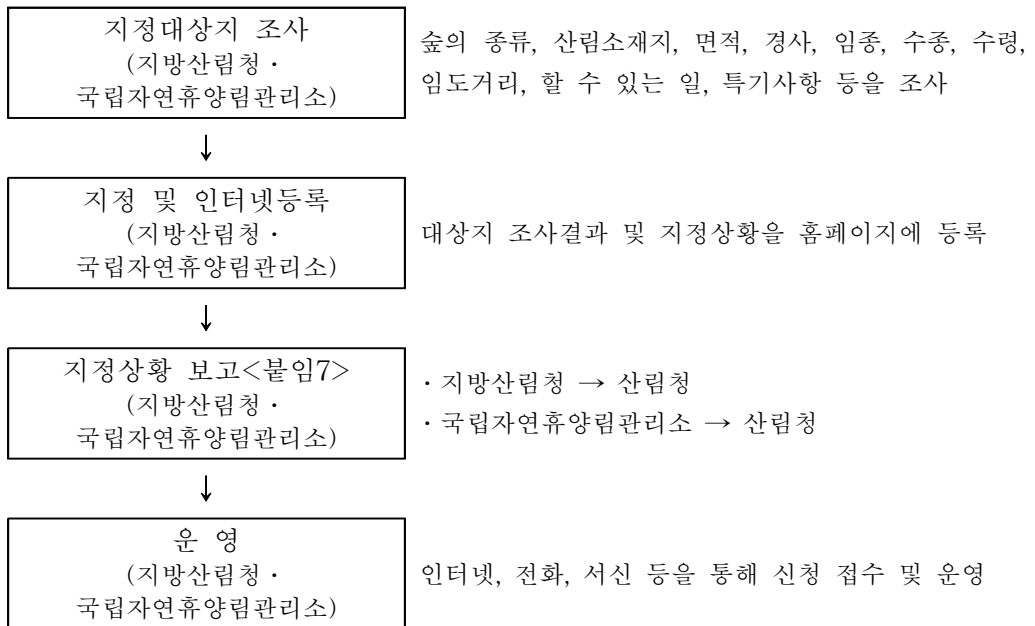 지정대상지 조사
(지방산림청·
국립자연휴양림관리소)
숲의 종류, 산림소재지, 면적, 경사, 임종, 수종, 수령,
임도거리, 할 수 있는 일, 특기사항 등을 조사
↓
지정 및 인터넷등록
(지방산림청·
국립자연휴양림관리소)
대상지 조사결과 및 지정상황을 홈페이지에 등록
↓
지정상황 보고<붙임7>
(지방산림청·
국립자연휴양림관리소)
· 지방산림청 → 산림청
· 국립자연휴양림관리소 → 산림청
↓
운 영
(지방산림청·
국립자연휴양림관리소)
인터넷, 전화, 서신 등을 통해 신청 접수 및 운영